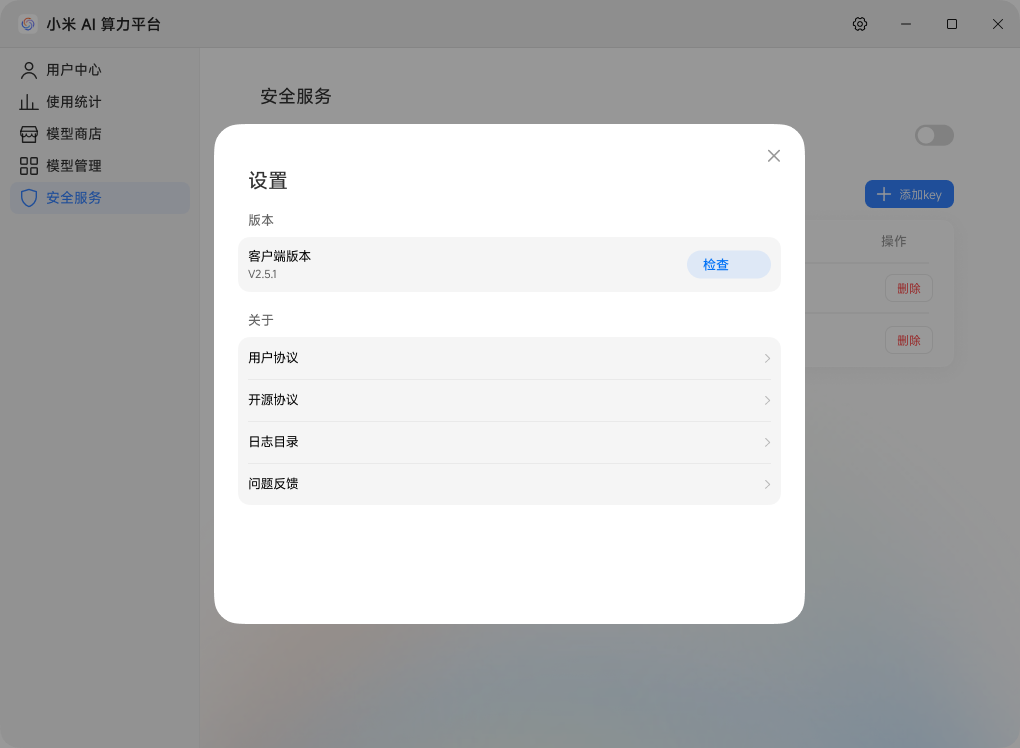 小米 AI 算力平台
用户中心
使用统计
模型商店
模型管理
安全服务
安全服务
添加key
操作
删除
删除
设置
版本
客户端版本
V2.5.1
检查
关于
用户协议
开源协议
日志目录
问题反馈